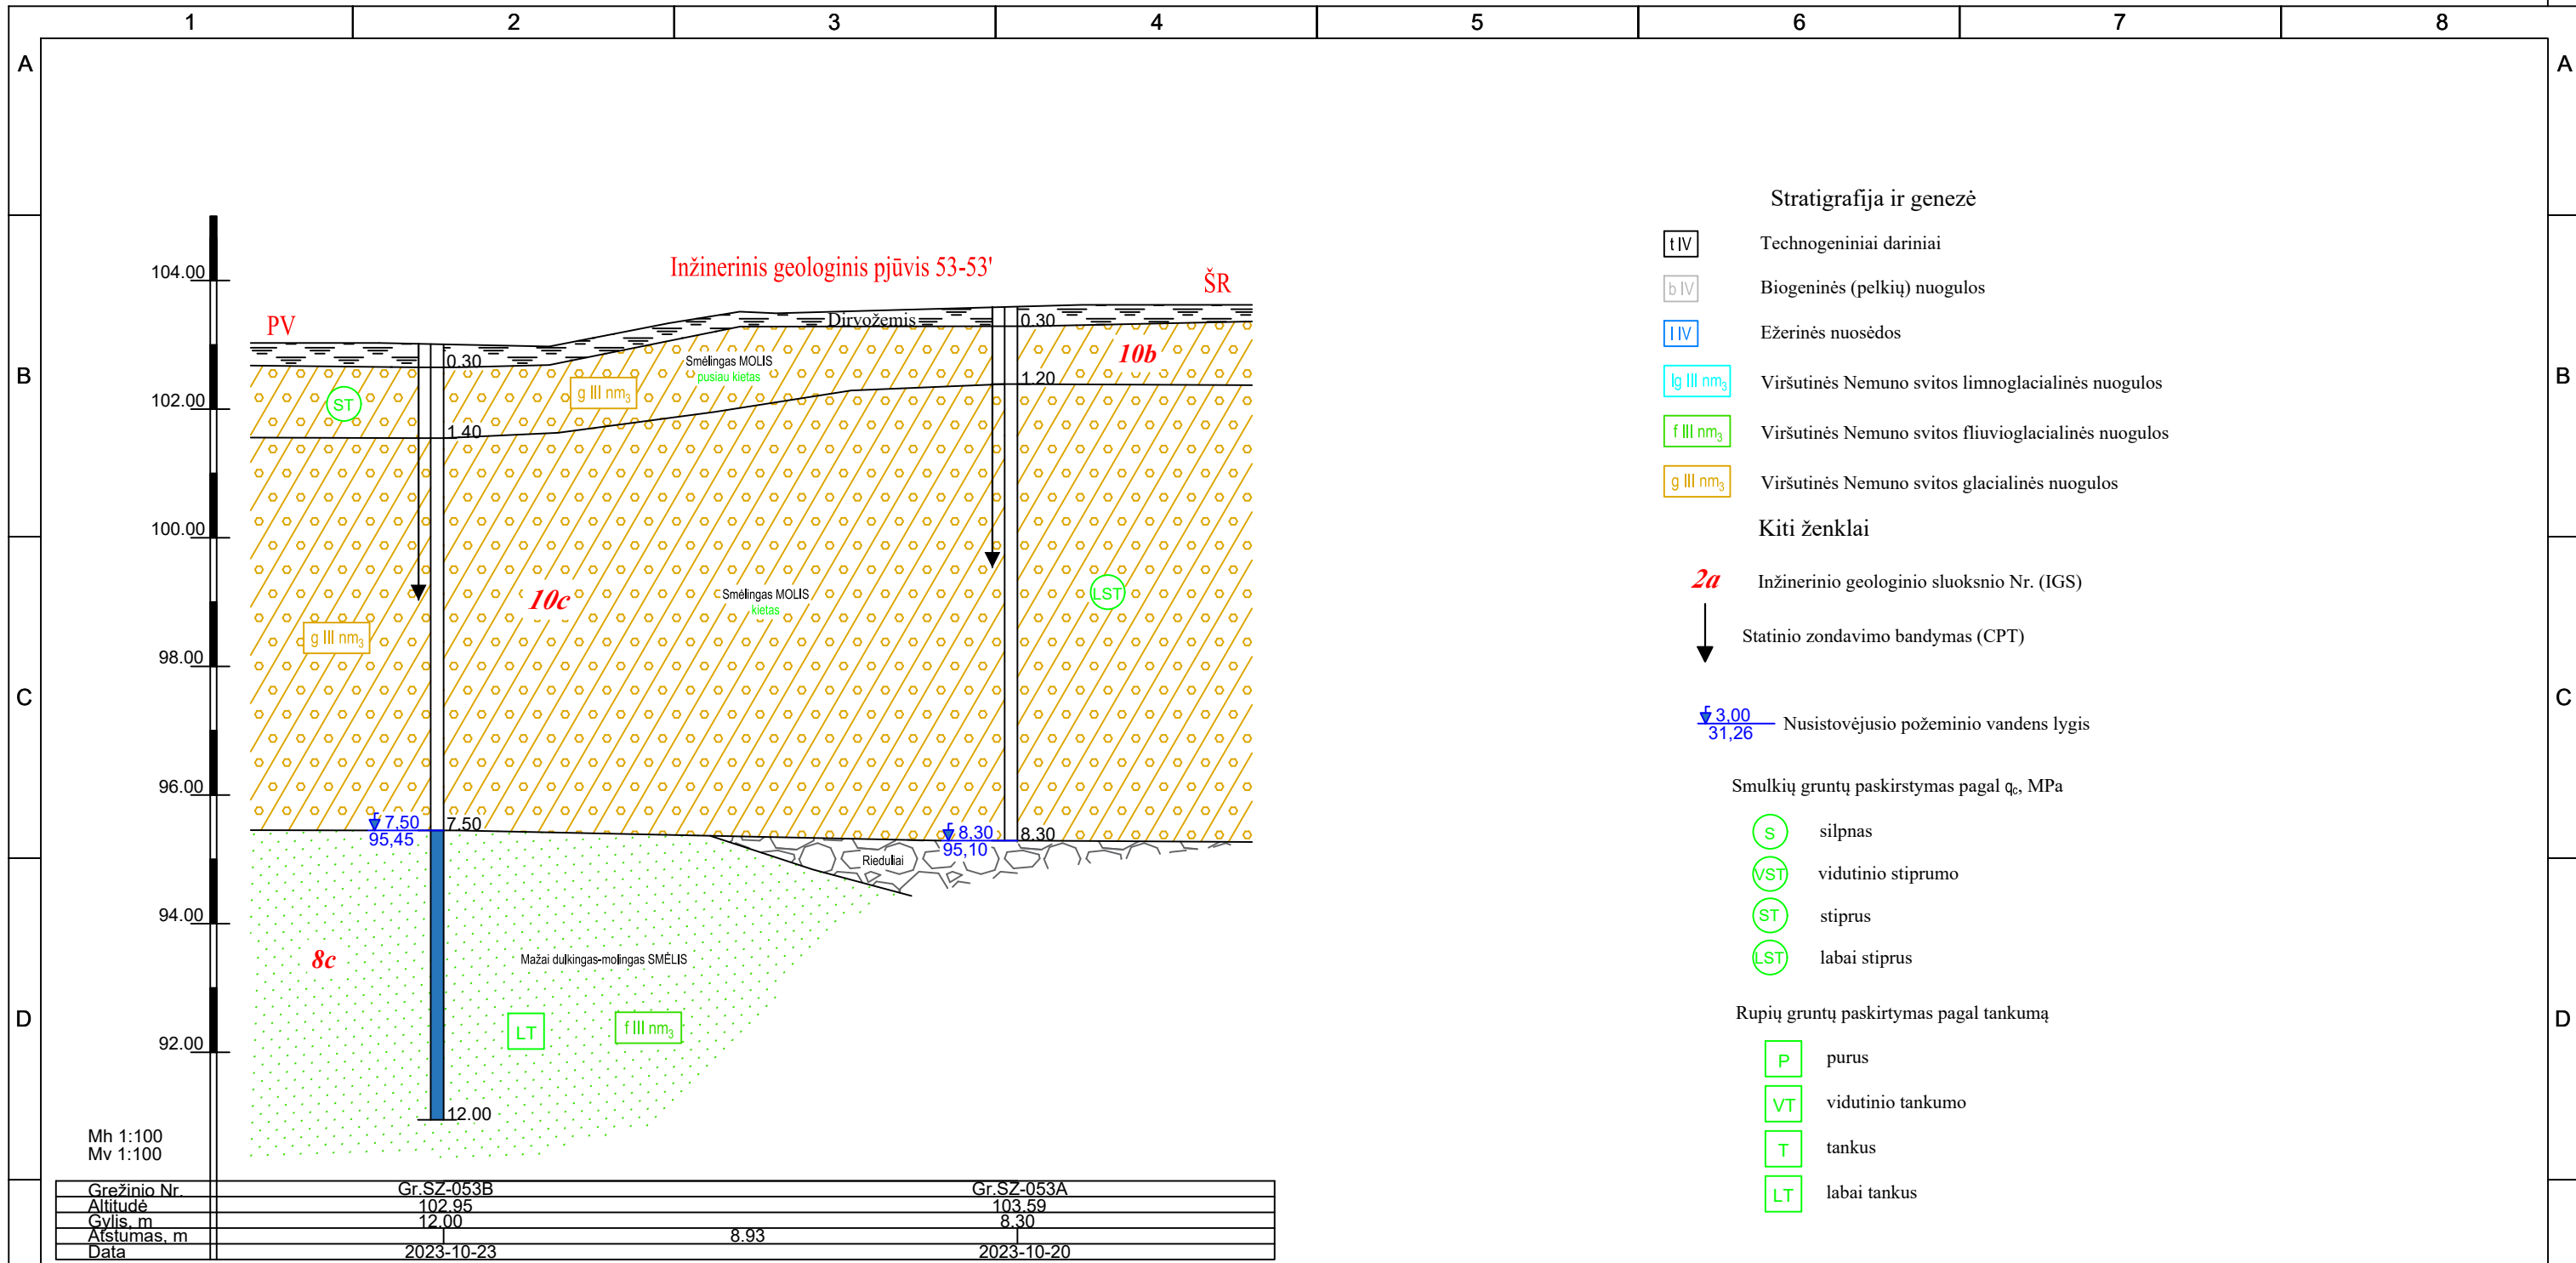 1 2 3 4 5 6 7 8
A A
B B
C C
D D
Inžinerinis geologinis pjūvis 53-53'
PV
ŠR
104.00
102.00
100.00
98.00
96.00
94.00
92.00
Dirvožemis
0.30
0.30
Smėlingas MOLIS
pusiau kietas
10b
g III nm3
ST
1.20
1.40
10c
Smėlingas MOLIS
kietas
LST
g III nm3
7,50
95,45
7.50
8,30
95,10
8.30
Rieduliai
8c
Mažai dulkingas-molingas SMĖLIS
LT
f III nm3
12.00
Mh 1:100
Mv 1:100
Gręžinio Nr. Gr.SZ-053B Gr.SZ-053A
Altitudė 102.95 103.59
Gylis, m 12.00 8.30
Atstumas, m 8.93
Data 2023-10-23 2023-10-20
Stratigrafija ir genezė
t IV Technogeniniai dariniai
b IV Biogeninės (pelkių) nuogulos
l IV Ežerinės nuosėdos
lg III nm3 Viršutinės Nemuno svitos limnoglacialinės nuogulos
f III nm3 Viršutinės Nemuno svitos fliuvioglacialinės nuogulos
g III nm3 Viršutinės Nemuno svitos glacialinės nuogulos
Kiti ženklai
2a Inžinerinio geologinio sluoksnio Nr. (IGS)
Statinio zondavimo bandymas (CPT)
3,00
31,26
Nusistovėjusio požeminio vandens lygis
Smulkių gruntų paskirstymas pagal qc, MPa
S silpnas
VST vidutinio stiprumo
ST stiprus
LST labai stiprus
Rupių gruntų paskirtymas pagal tankumą
P purus
VT vidutinio tankumo
T tankus
LT labai tankus